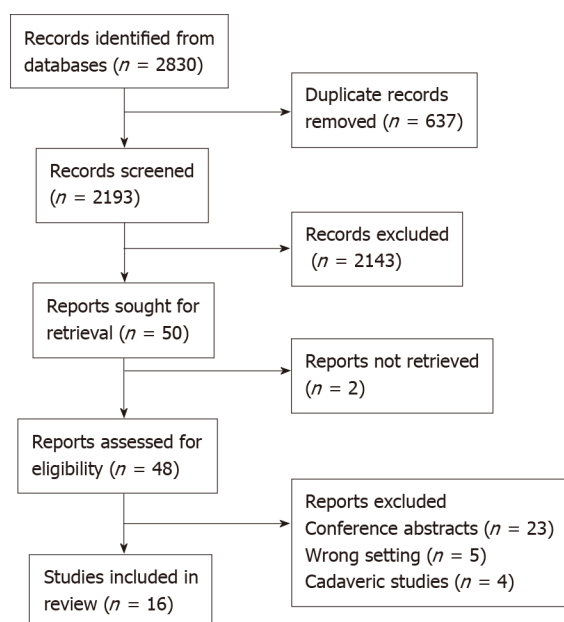 Records identified from
databases (n = 2830)
Duplicate records
removed (n = 637)
Records screened
(n = 2193)
Records excluded
(n = 2143)
Reports sought for
retrieval (n = 50)
Reports not retrieved
(n = 2)
Reports assessed for
eligibility (n = 48)
Reports excluded
Conference abstracts (n = 23)
Wrong setting (n = 5)
Cadaveric studies (n = 4)
Studies included in
review (n = 16)